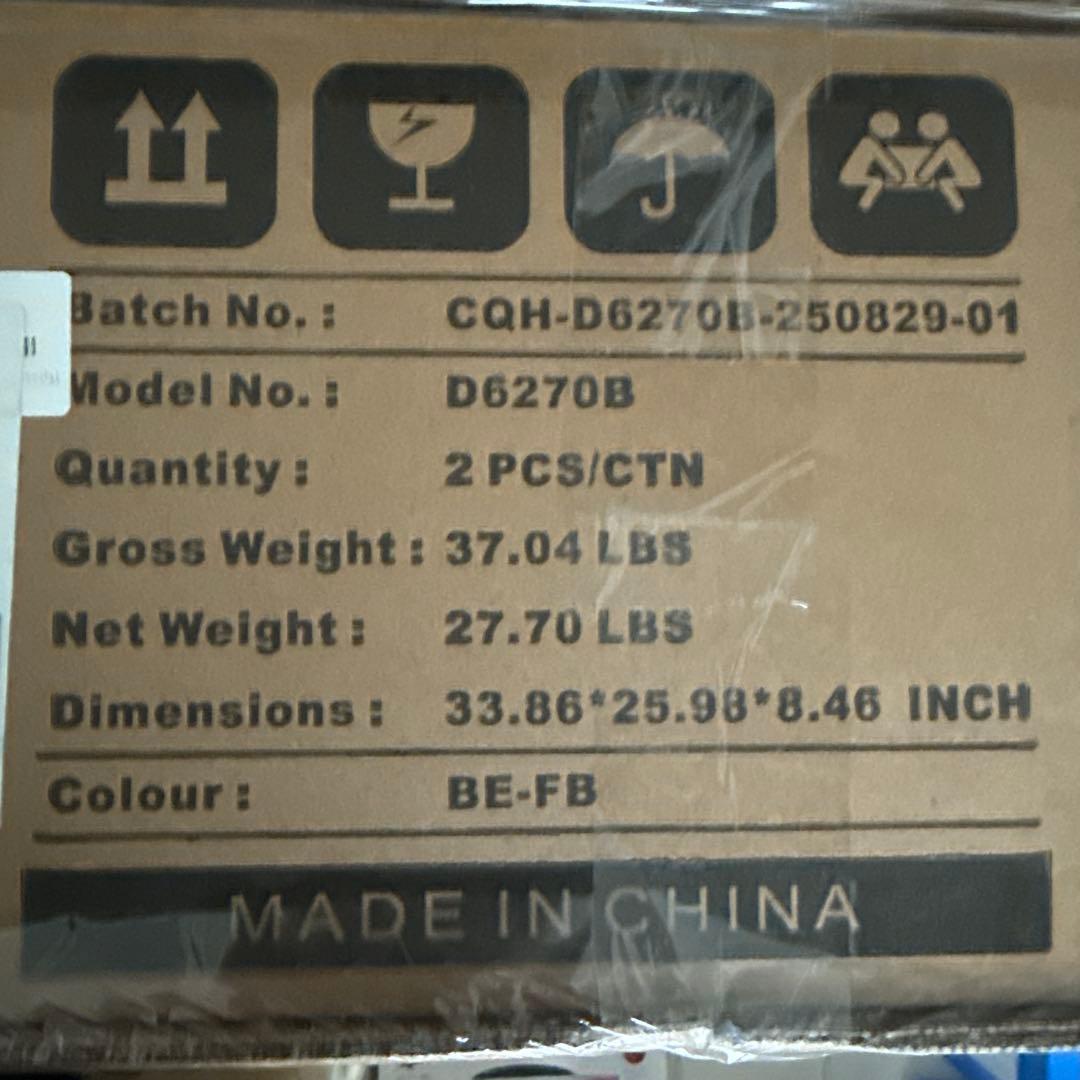 Batch No. : CQH-D6270B-250829-01
Model No. : D6270B
Quantity : 2 PCS/CTN
Gross Weight : 37.04 LBS
Net Weight : 27.70 LBS
Dimensions : 33.86*25.98*8.46 INCH
Colour : BE-FB
MADE IN CHINA